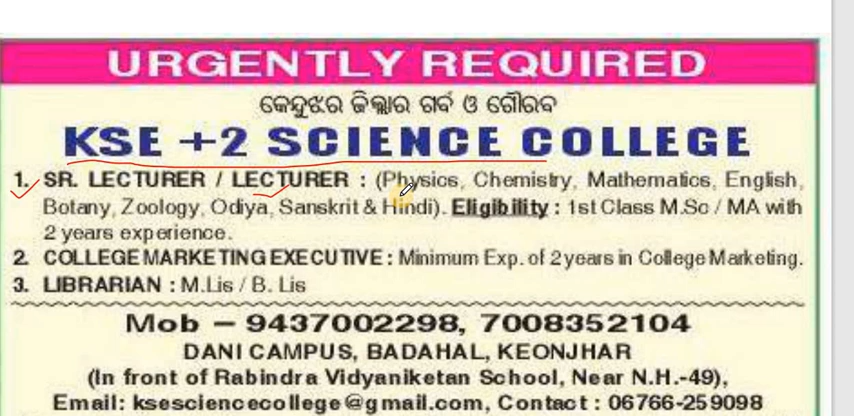 URGENTLY REQUIRED
କେନ୍ଦୁଝର ଜିଲ୍ଲାର ଗର୍ବ ଓ ଗୌରବ
KSE +2 SCIENCE COLLEGE
1. SR. LECTURER / LECTURER : (Physics, Chemistry, Mathematics, English,
Botany, Zoology, Odiya, Sanskrit & Hindi). Eligibility : 1st Class M.Sc / MA with
2 years experience.
2. COLLEGE MARKETING EXECUTIVE : Minimum Exp. of 2 years in College Marketing.
3. LIBRARIAN : M.Lis / B. Lis
Mob – 9437002298, 7008352104
DANI CAMPUS, BADAHAL, KEONJHAR
(In front of Rabindra Vidyaniketan School, Near N.H.-49),
Email: ksesciencecollege@gmail.com, Contact : 06766-259098